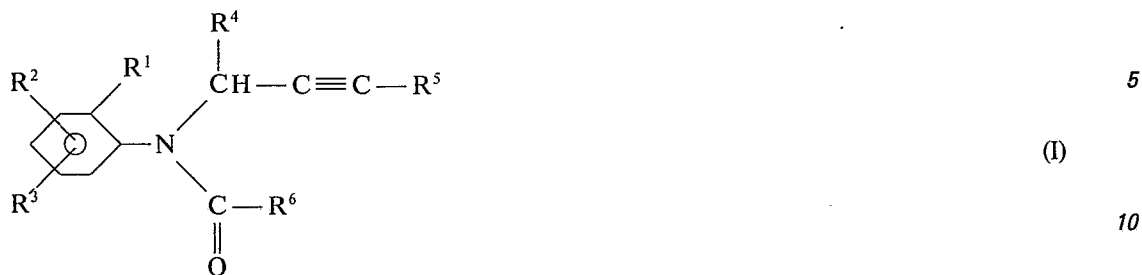 R⁴
R² R¹ CH—C≡C—R⁵ 5
N (I)
R³ C—R⁶
10
O